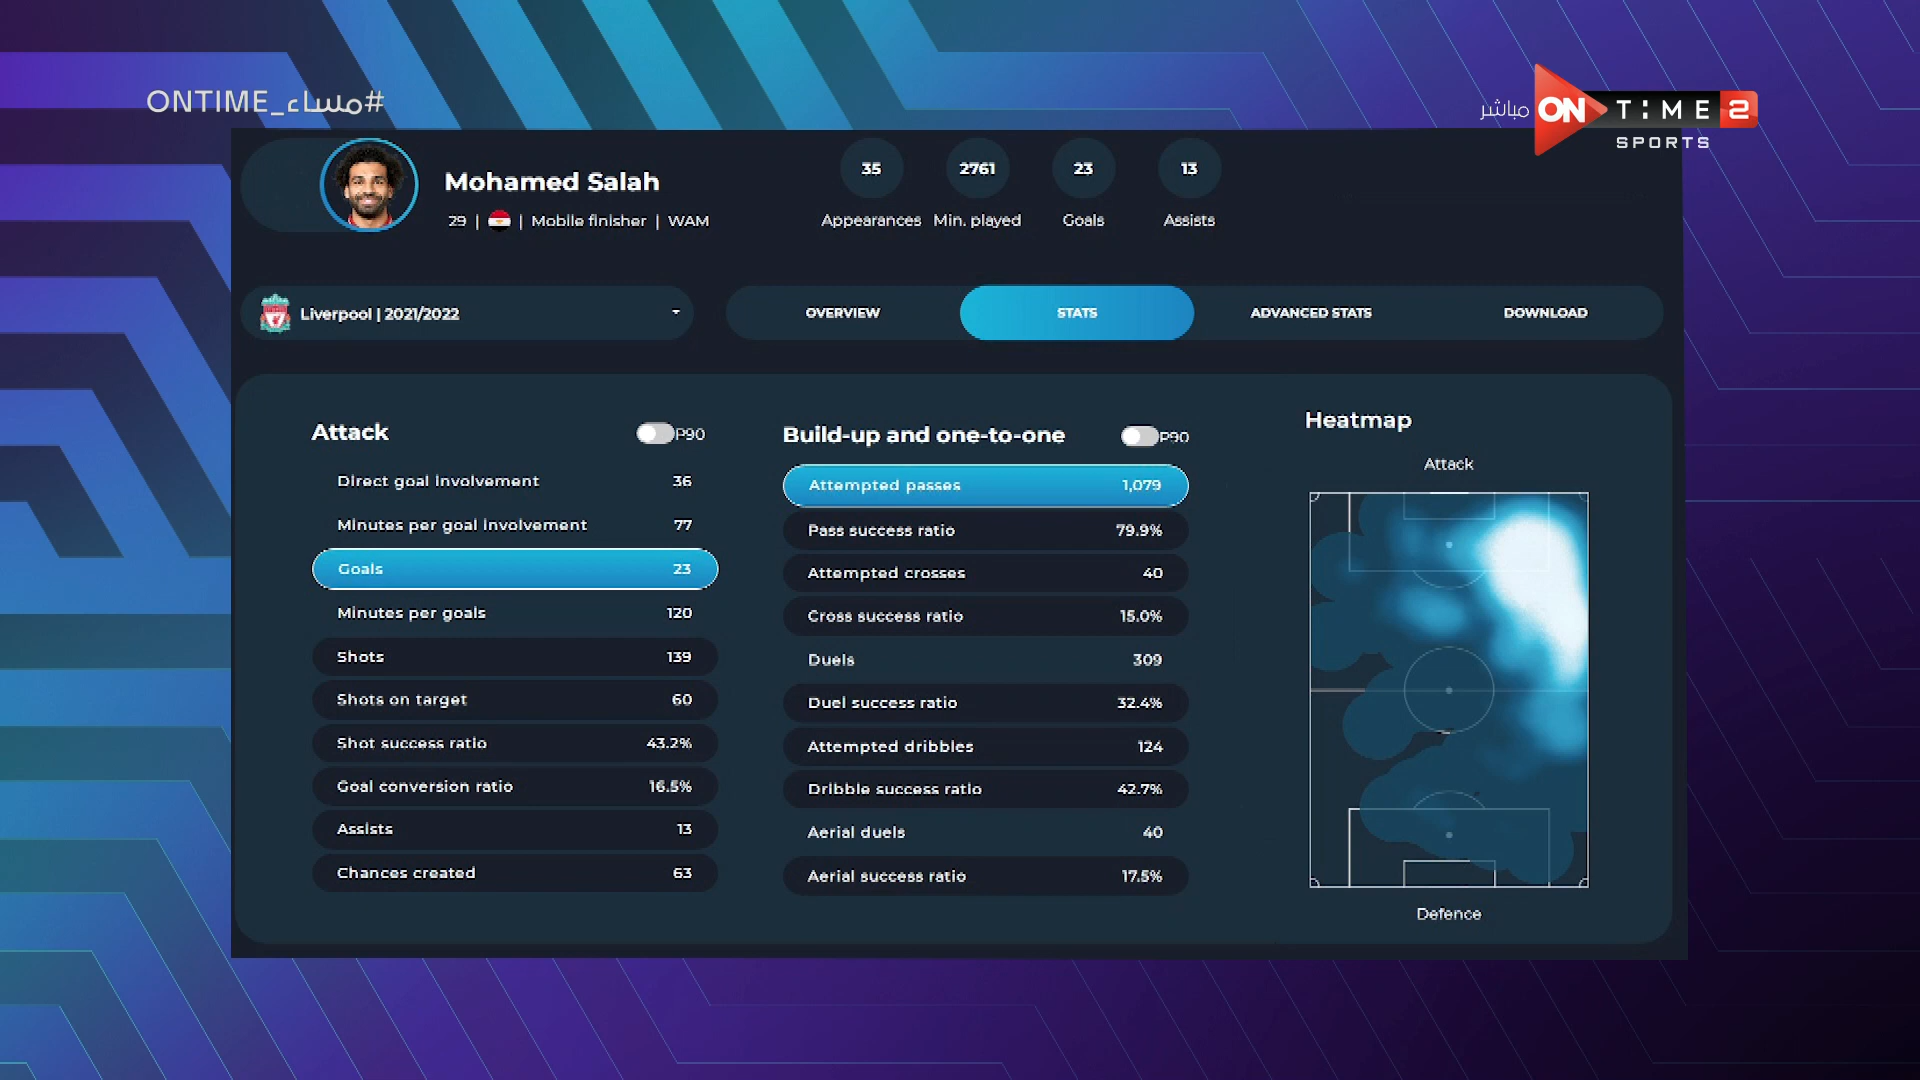 #مساء_ONTIME
مباشر ON TIME 2
SPORTS
Mohamed Salah
29 | | Mobile finisher | WAM
35 2761 23 13
Appearances Min. played Goals Assists
Liverpool | 2021/2022
OVERVIEW STATS ADVANCED STATS DOWNLOAD
Attack P90
Direct goal involvement 36
Minutes per goal involvement 77
Goals 23
Minutes per goals 120
Shots 139
Shots on target 60
Shot success ratio 43.2%
Goal conversion ratio 16.5%
Assists 13
Chances created 63
Build-up and one-to-one P90
Attempted passes 1,079
Pass success ratio 79.9%
Attempted crosses 40
Cross success ratio 15.0%
Duels 309
Duel success ratio 32.4%
Attempted dribbles 124
Dribble success ratio 42.7%
Aerial duels 40
Aerial success ratio 17.5%
Heatmap
Attack
Defence